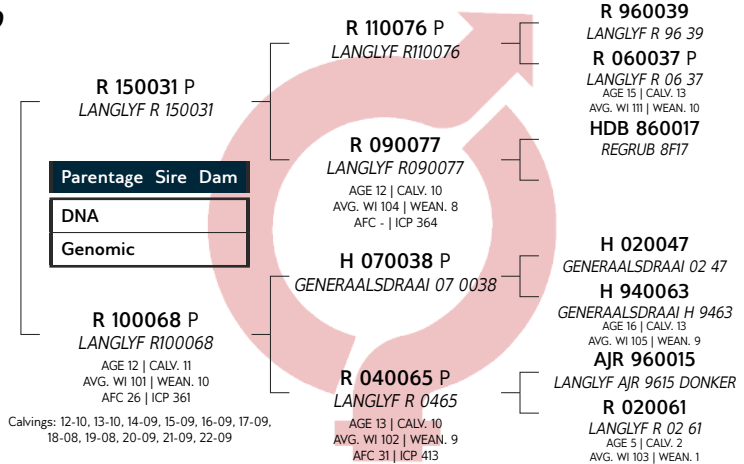 R 150031 P
LANGLYF R 150031
Parentage Sire Dam
DNA
Genomic
R 100068 P
LANGLYF R100068
AGE 12 | CALV. 11
AVG. WI 101 | WEAN. 10
AFC 26 | ICP 361
Calvings: 12-10, 13-10, 14-09, 15-09, 16-09, 17-09,
18-08, 19-08, 20-09, 21-09, 22-09
R 110076 P
LANGLYF R110076
R 090077
LANGLYF R090077
AGE 12 | CALV. 10
AVG. WI 104 | WEAN. 8
AFC - | ICP 364
H 070038 P
GENERAALSDRAAI 07 0038
R 040065 P
LANGLYF R 0465
AGE 13 | CALV. 10
AVG. WI 102 | WEAN. 9
AFC 31 | ICP 413
R 960039
LANGLYF R 96 39
R 060037 P
LANGLYF R 06 37
AGE 15 | CALV. 13
AVG. WI 111 | WEAN. 10
HDB 860017
REGRUB 8F17
H 020047
GENERAALSDRAAI 02 47
H 940063
GENERAALSDRAAI H 9463
AGE 16 | CALV. 13
AVG. WI 105 | WEAN. 9
AJR 960015
LANGLYF AJR 9615 DONKER
R 020061
LANGLYF R 02 61
AGE 5 | CALV. 2
AVG. WI 103 | WEAN. 1